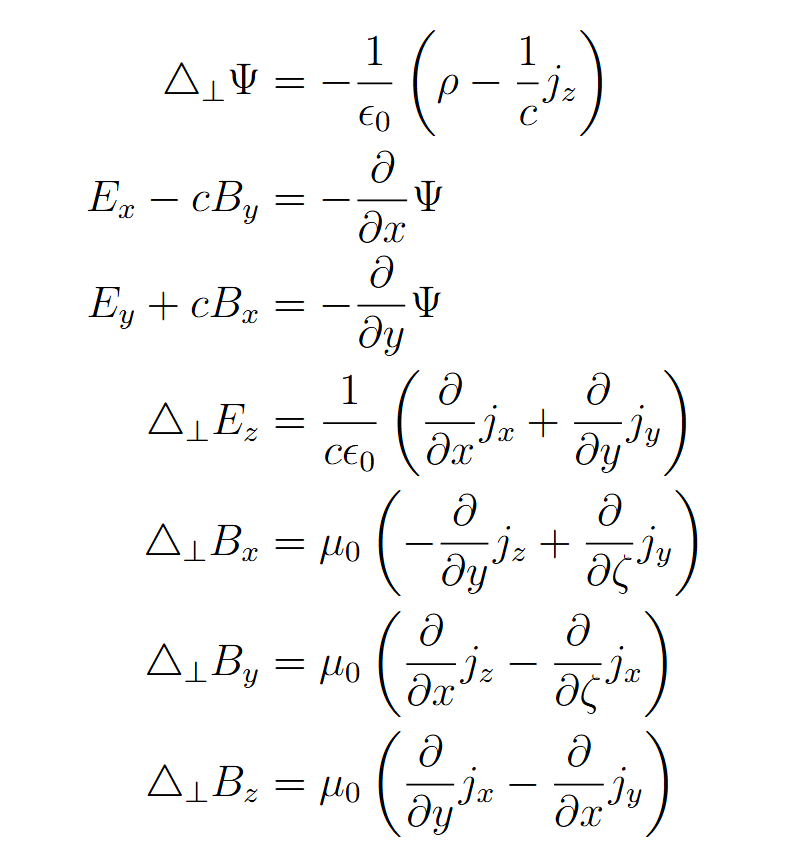 △⊥Ψ = −1/ϵ₀ (ρ − 1/c j_z)
E_x − cB_y = −∂/∂x Ψ
E_y + cB_x = −∂/∂y Ψ
△⊥E_z = 1/(cϵ₀) (∂/∂x j_x + ∂/∂y j_y)
△⊥B_x = μ₀ (−∂/∂y j_z + ∂/∂ζ j_y)
△⊥B_y = μ₀ (∂/∂x j_z − ∂/∂ζ j_x)
△⊥B_z = μ₀ (∂/∂y j_x − ∂/∂x j_y)